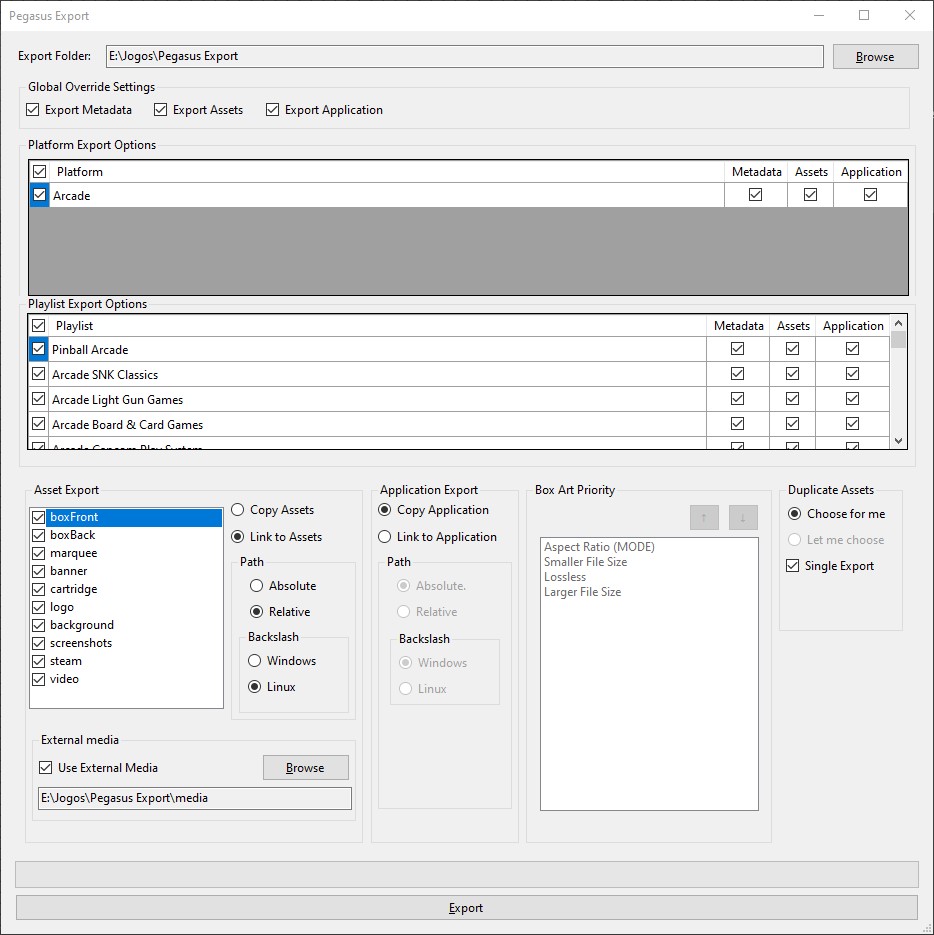 Pegasus Export
Export Folder: E:\Jogos\Pegasus Export Browse
Global Override Settings
Export Metadata Export Assets Export Application
Platform Export Options
Platform Metadata Assets Application
Arcade
Playlist Export Options
Playlist Metadata Assets Application
Pinball Arcade
Arcade SNK Classics
Arcade Light Gun Games
Arcade Board & Card Games
Arcade Capcom Play System
Asset Export
boxFront
boxBack
marquee
banner
cartridge
logo
background
screenshots
steam
video
Copy Assets
Link to Assets
Path
Absolute
Relative
Backslash
Windows
Linux
External media
Use External Media Browse
E:\Jogos\Pegasus Export\media
Application Export
Copy Application
Link to Application
Path
Absolute.
Relative
Backslash
Windows
Linux
Box Art Priority
↑ ↓
Aspect Ratio (MODE)
Smaller File Size
Lossless
Larger File Size
Duplicate Assets
Choose for me
Let me choose
Single Export
Export